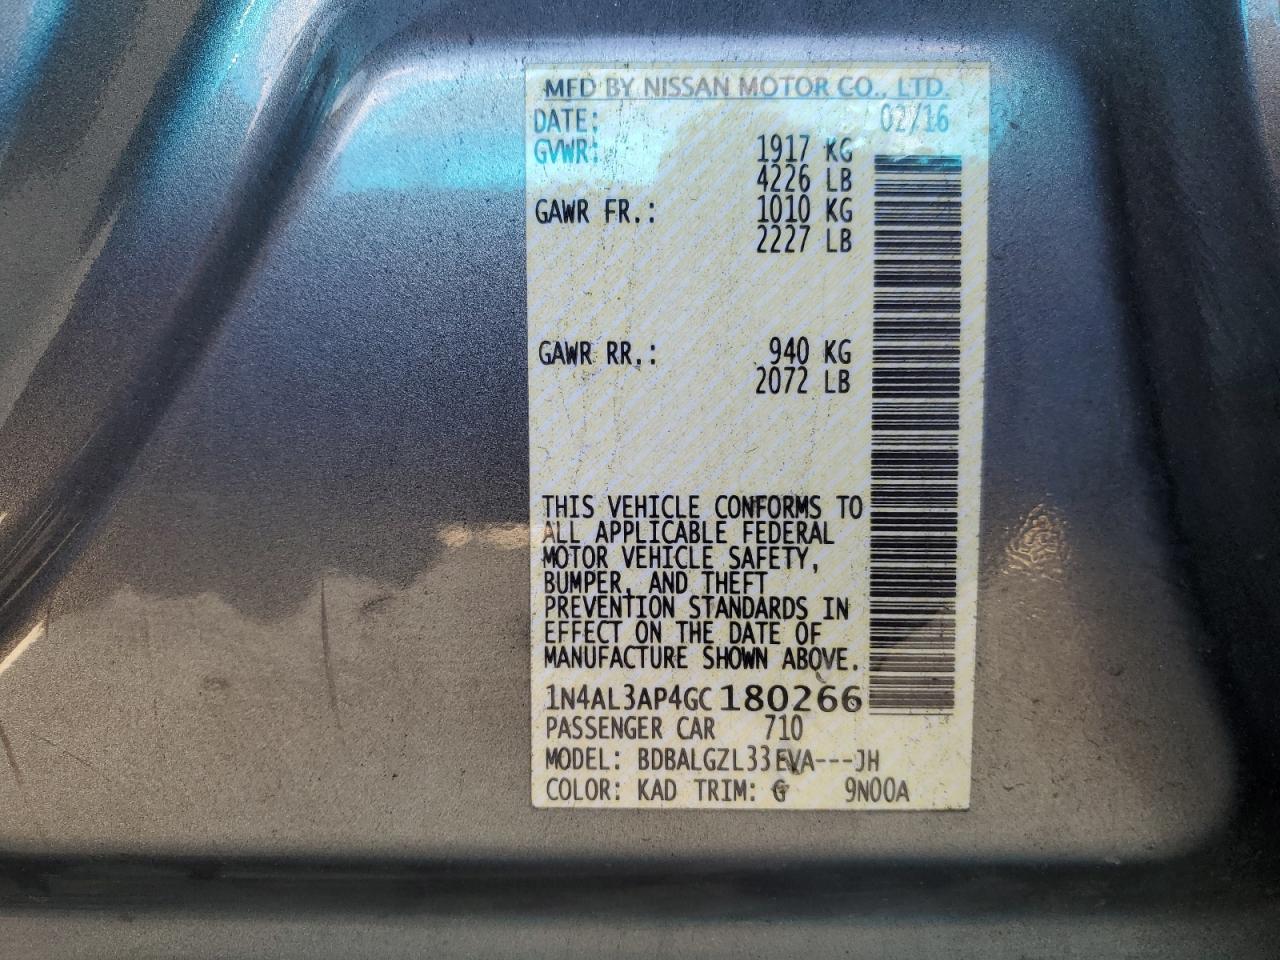 MFD BY NISSAN MOTOR CO., LTD.
DATE: 02/16
GVWR: 1917 KG
4226 LB
GAWR FR.: 1010 KG
2227 LB
GAWR RR.: 940 KG
2072 LB
THIS VEHICLE CONFORMS TO
ALL APPLICABLE FEDERAL
MOTOR VEHICLE SAFETY,
BUMPER, AND THEFT
PREVENTION STANDARDS IN
EFFECT ON THE DATE OF
MANUFACTURE SHOWN ABOVE.
1N4AL3AP4GC180266
PASSENGER CAR 710
MODEL: BDBALGZL33EVA---JH
COLOR: KAD TRIM: G 9N00A